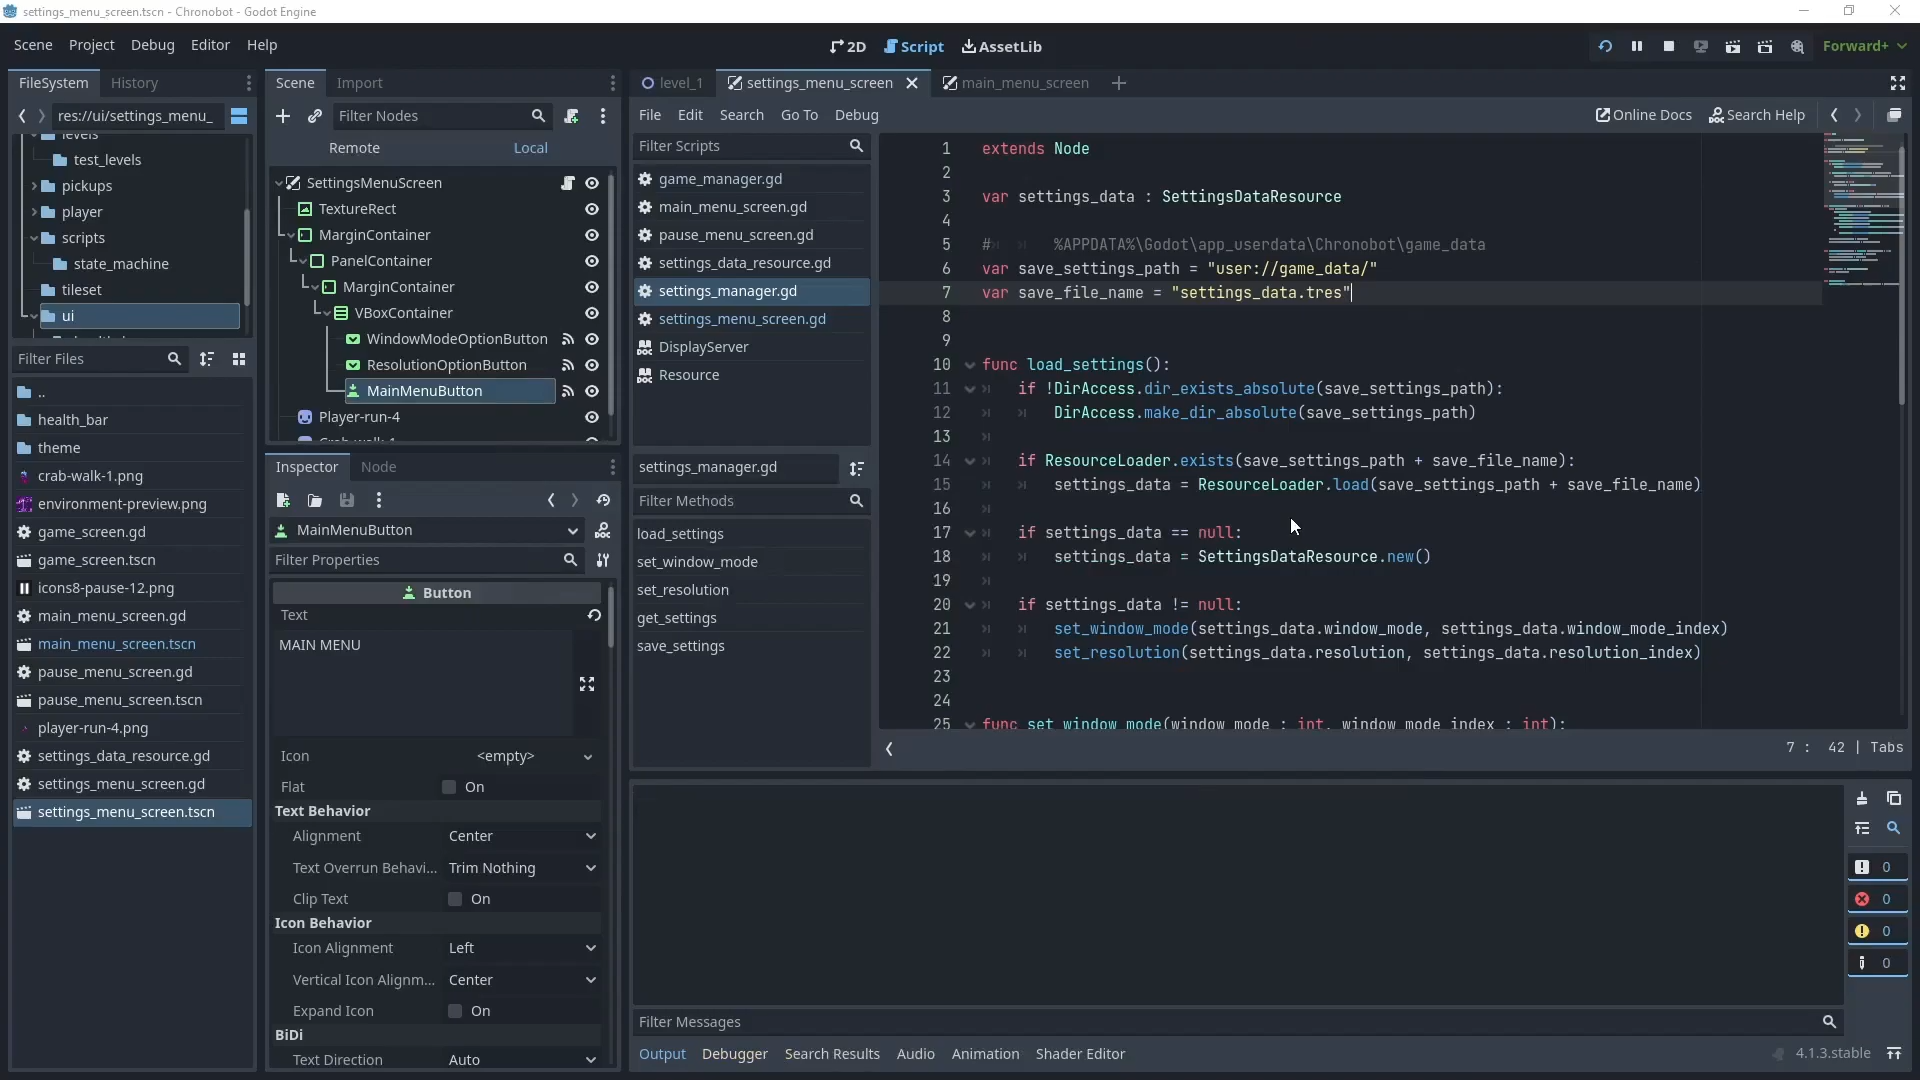 settings_menu_screen.tscn - Chronobot - Godot Engine
Scene Project Debug Editor Help
2D Script AssetLib
Forward+
FileSystem History
res://ui/settings_menu_
levels
test_levels
pickups
player
scripts
state_machine
tileset
ui
Filter Files
..
health_bar
theme
crab-walk-1.png
environment-preview.png
game_screen.gd
game_screen.tscn
icons8-pause-12.png
main_menu_screen.gd
main_menu_screen.tscn
pause_menu_screen.gd
pause_menu_screen.tscn
player-run-4.png
settings_data_resource.gd
settings_menu_screen.gd
settings_menu_screen.tscn
Scene Import
Filter Nodes
Remote Local
SettingsMenuScreen
TextureRect
MarginContainer
PanelContainer
MarginContainer
VBoxContainer
WindowModeOptionButton
ResolutionOptionButton
MainMenuButton
Player-run-4
Crab-walk-1
Inspector Node
MainMenuButton
Filter Properties
Button
Text
MAIN MENU
Icon <empty>
Flat On
Text Behavior
Alignment Center
Text Overrun Behavi... Trim Nothing
Clip Text On
Icon Behavior
Icon Alignment Left
Vertical Icon Alignm... Center
Expand Icon On
BiDi
Text Direction Auto
level_1 settings_menu_screen main_menu_screen
File Edit Search Go To Debug
Online Docs Search Help
Filter Scripts
game_manager.gd
main_menu_screen.gd
pause_menu_screen.gd
settings_data_resource.gd
settings_manager.gd
settings_menu_screen.gd
DisplayServer
Resource
settings_manager.gd
Filter Methods
load_settings
set_window_mode
set_resolution
get_settings
save_settings
1 extends Node
2
3 var settings_data : SettingsDataResource
4
5 # %APPDATA%\Godot\app_userdata\Chronobot\game_data
6 var save_settings_path = "user://game_data/"
7 var save_file_name = "settings_data.tres"
8
9
10 func load_settings():
11 if !DirAccess.dir_exists_absolute(save_settings_path):
12 DirAccess.make_dir_absolute(save_settings_path)
13
14 if ResourceLoader.exists(save_settings_path + save_file_name):
15 settings_data = ResourceLoader.load(save_settings_path + save_file_name)
16
17 if settings_data == null:
18 settings_data = SettingsDataResource.new()
19
20 if settings_data != null:
21 set_window_mode(settings_data.window_mode, settings_data.window_mode_index)
22 set_resolution(settings_data.resolution, settings_data.resolution_index)
23
24
25 func set_window_mode(window_mode : int, window_mode_index : int):
7 : 42 | Tabs
0
0
0
0
Filter Messages
Output Debugger Search Results Audio Animation Shader Editor
4.1.3.stable